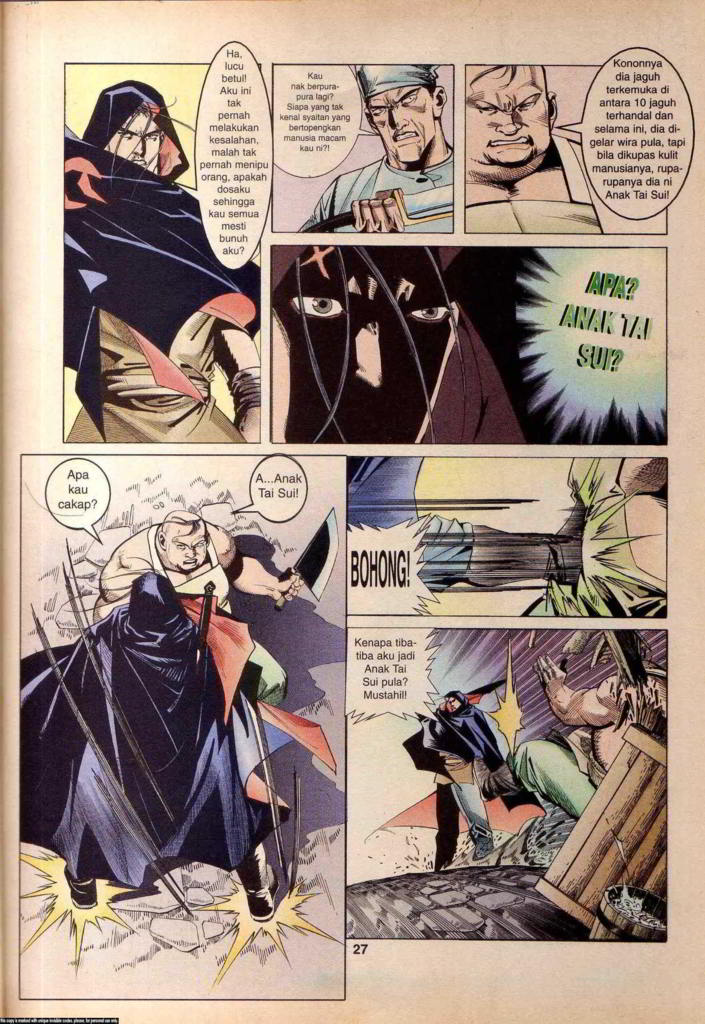 Ha,
lucu
betul!
Aku ini
tak
pernah
melakukan
kesalahan,
malah tak
pernah menipu
orang, apakah
dosaku
sehingga
kau semua
mesti
bunuh
aku?
Kau
nak berpura-
pura lagi?
Siapa yang tak
kenal syaitan yang
bertopengkan
manusia macam
kau ni?!
Kononnya
dia jaguh
terkemuka di
antara 10 jaguh
terhandal dan
selama ini, dia di-
gelar wira pula, tapi
bila dikupas kulit
manusianya, rupa-
rupanya dia ni
Anak Tai Sui!
APA?
ANAK TAI
SUI?
Apa
kau
cakap?
A...Anak
Tai Sui!
BOHONG!
Kenapa tiba-
tiba aku jadi
Anak Tai
Sui pula?
Mustahil!
27
this copy is marked with unique invisible codes, please, for personal use only.